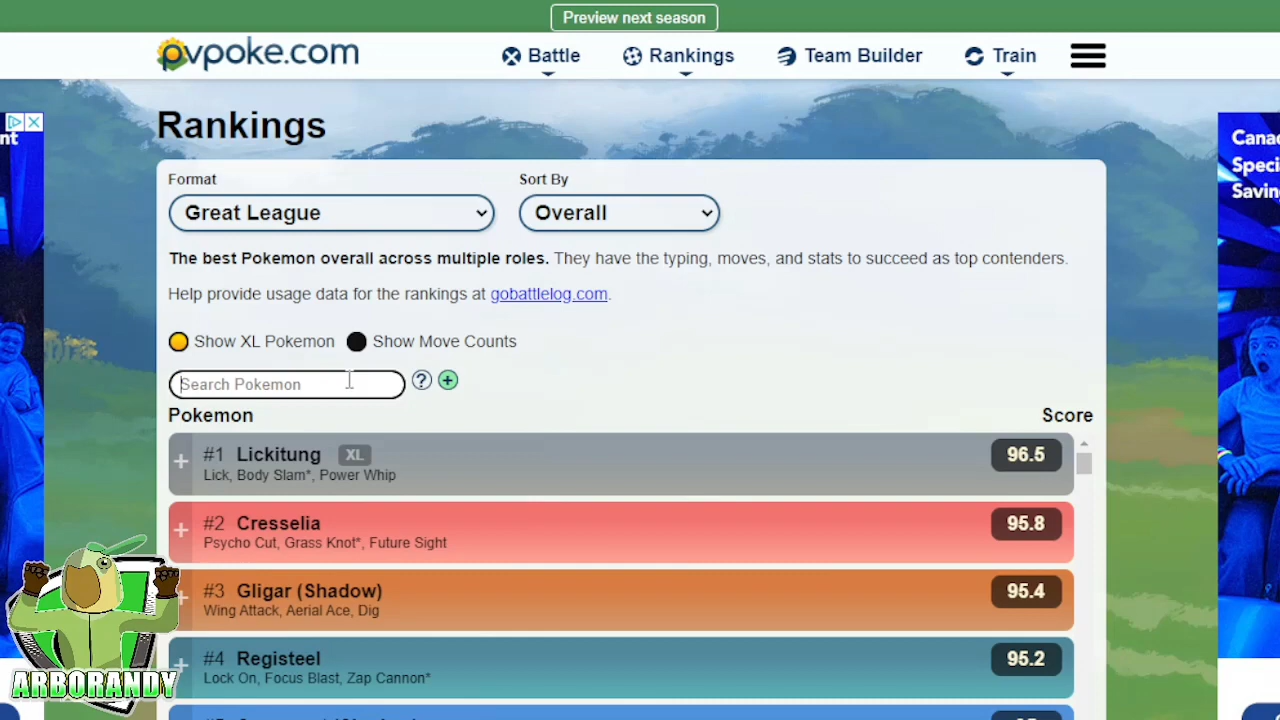 Preview next season
pvpoke.com
Battle
Rankings
Team Builder
Train
Rankings
Format
Sort By
Great League
Overall
The best Pokemon overall across multiple roles. They have the typing, moves, and stats to succeed as top contenders.
Help provide usage data for the rankings at gobattlelog.com.
Show XL Pokemon
Show Move Counts
Search Pokemon
?
+
Pokemon
Score
+ #1 Lickitung XL
96.5
Lick, Body Slam*, Power Whip
+ #2 Cresselia
95.8
Psycho Cut, Grass Knot*, Future Sight
#3 Gligar (Shadow)
95.4
Wing Attack, Aerial Ace, Dig
#4 Registeel
95.2
Lock On, Focus Blast, Zap Cannon*
nt
Cana
Speci
Savin
ARBORANDY